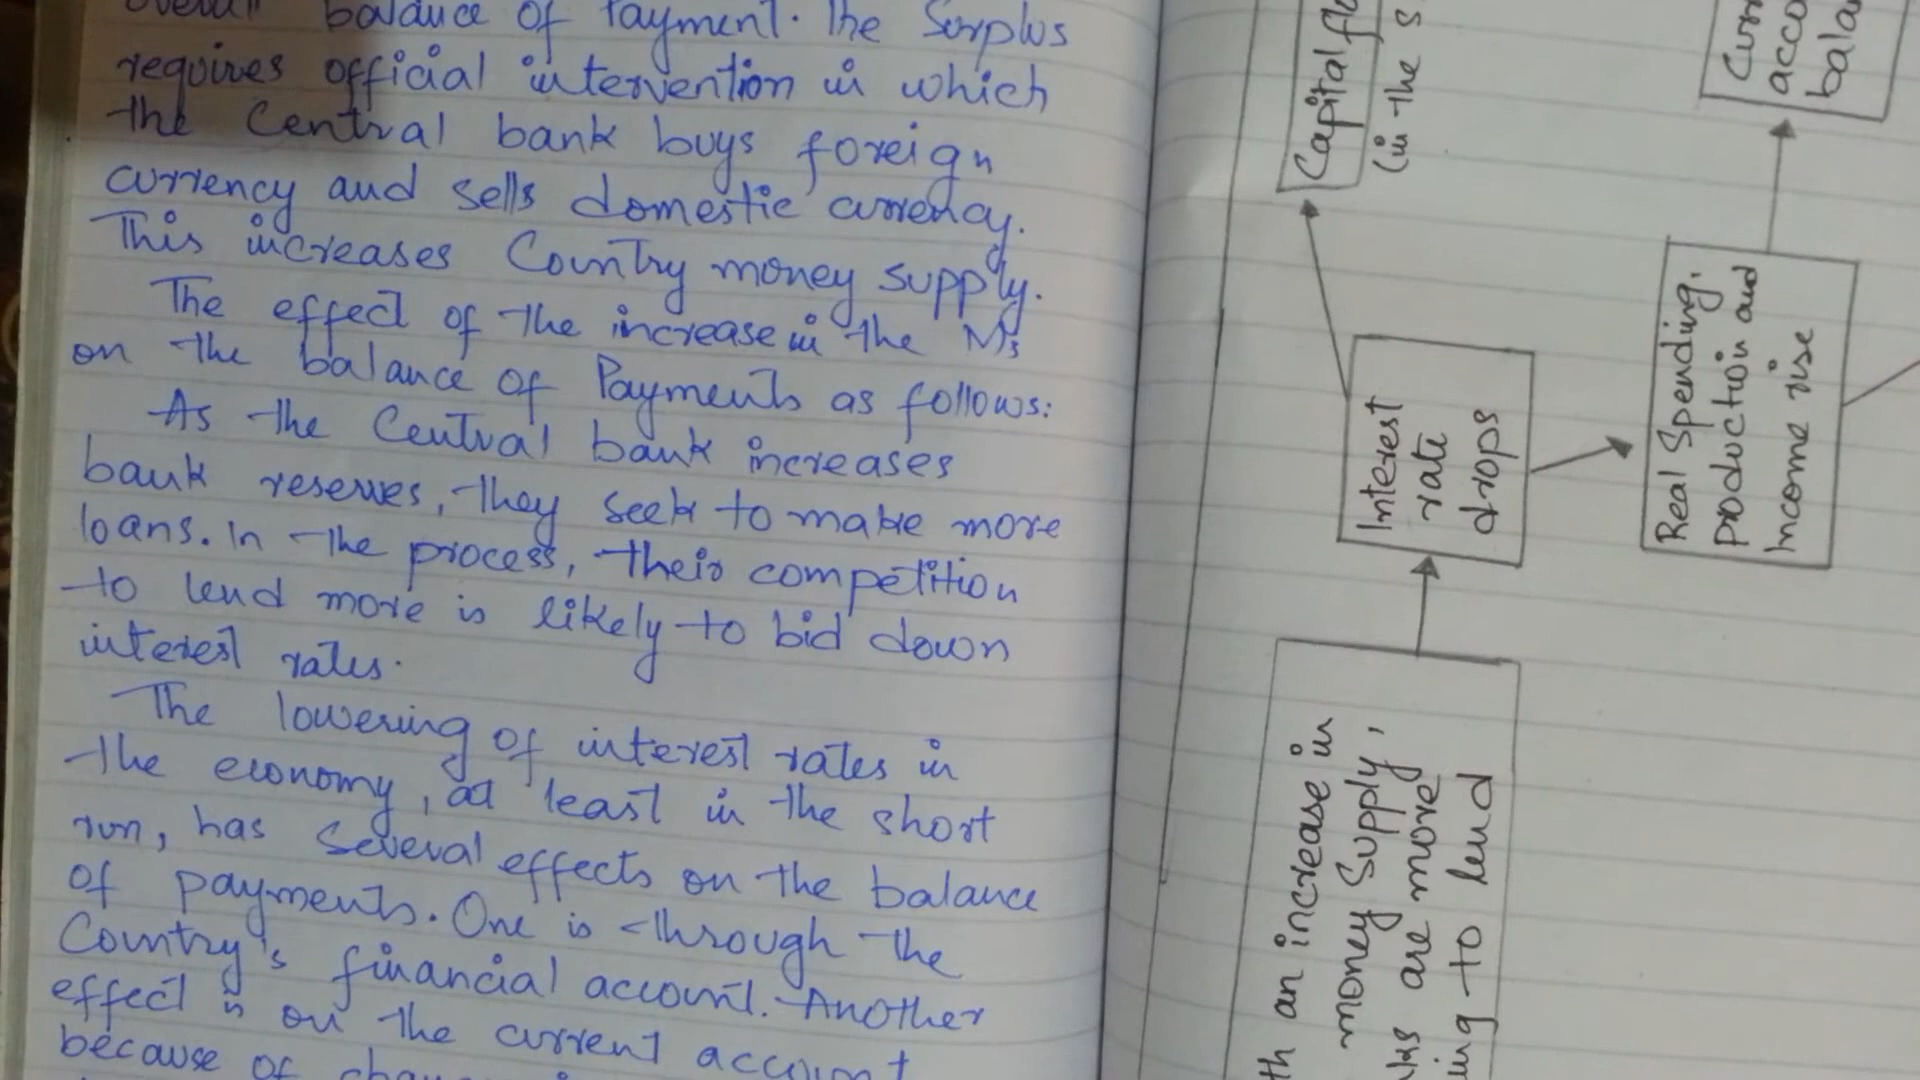 overall balance of Payment. The Surplus
requires official intervention in which
the Central bank buys foreign
currency and sells domestic currency.
This increases Country money supply.
The effect of the increase in the Ms
on the balance of Payments as follows:
As the Central bank increases
bank reserves, they seek to make more
loans. In the process, their competition
to lend more is likely to bid down
interest rates.
The lowering of interest rates in
the economy, at least in the short
run, has several effects on the balance
of payments. One is through the
Country's financial account. Another
effect is on the current account
because of
th an increase in
money Supply,
are more
ing to lend
Interest
rate
drops
Capital
(in the
Real Spending,
production and
Income rise